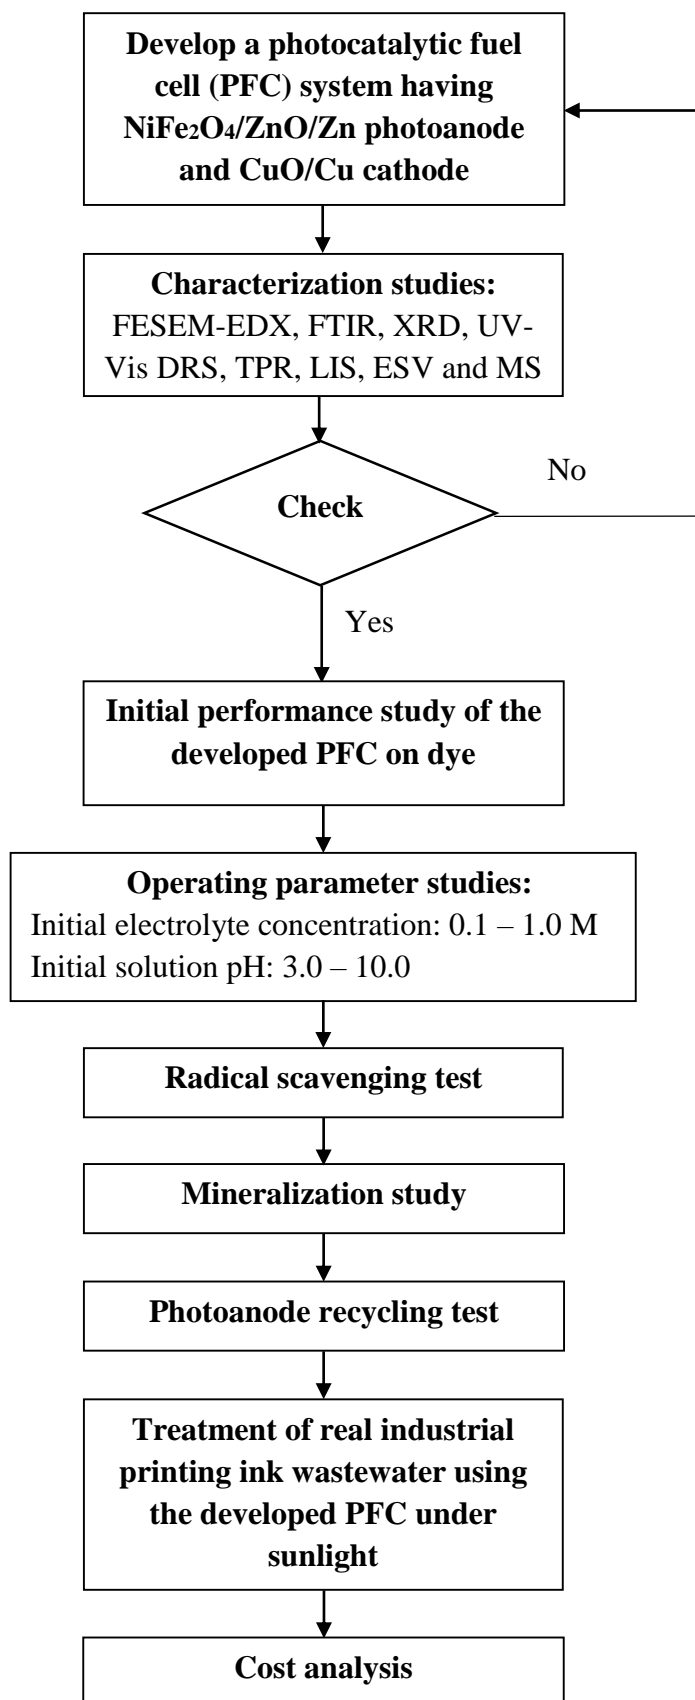 Develop a photocatalytic fuel
cell (PFC) system having
NiFe₂O₄/ZnO/Zn photoanode
and CuO/Cu cathode
Characterization studies:
FESEM-EDX, FTIR, XRD, UV-
Vis DRS, TPR, LIS, ESV and MS
No
Check
Yes
Initial performance study of the
developed PFC on dye
Operating parameter studies:
Initial electrolyte concentration: 0.1 – 1.0 M
Initial solution pH: 3.0 – 10.0
Radical scavenging test
Mineralization study
Photoanode recycling test
Treatment of real industrial
printing ink wastewater using
the developed PFC under
sunlight
Cost analysis